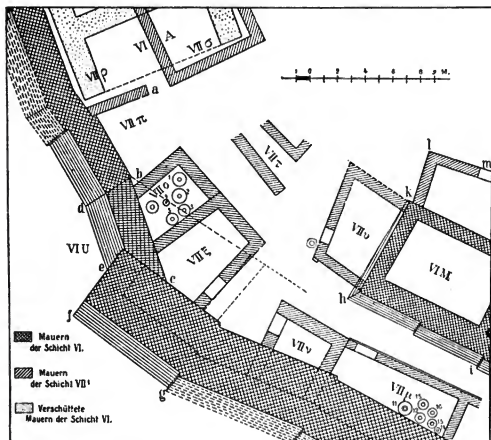 VII ϱ
VI A
VII σ
a
VII π
VII τ
l
m
b
VII o
k
d
VI U
VII υ
VI M
VII ξ
e
c
h
f
i
g
VII ν
VII μ
Mauern
der Schicht VI.
Mauern
der Schicht VII¹
Verschüttete
Mauern der Schicht VI.